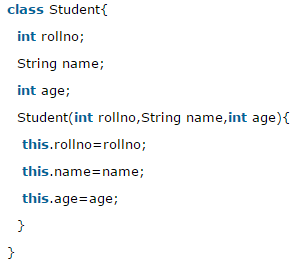 class Student{
int rollno;
String name;
int age;
Student(int rollno,String name,int age){
this.rollno=rollno;
this.name=name;
this.age=age;
}
}